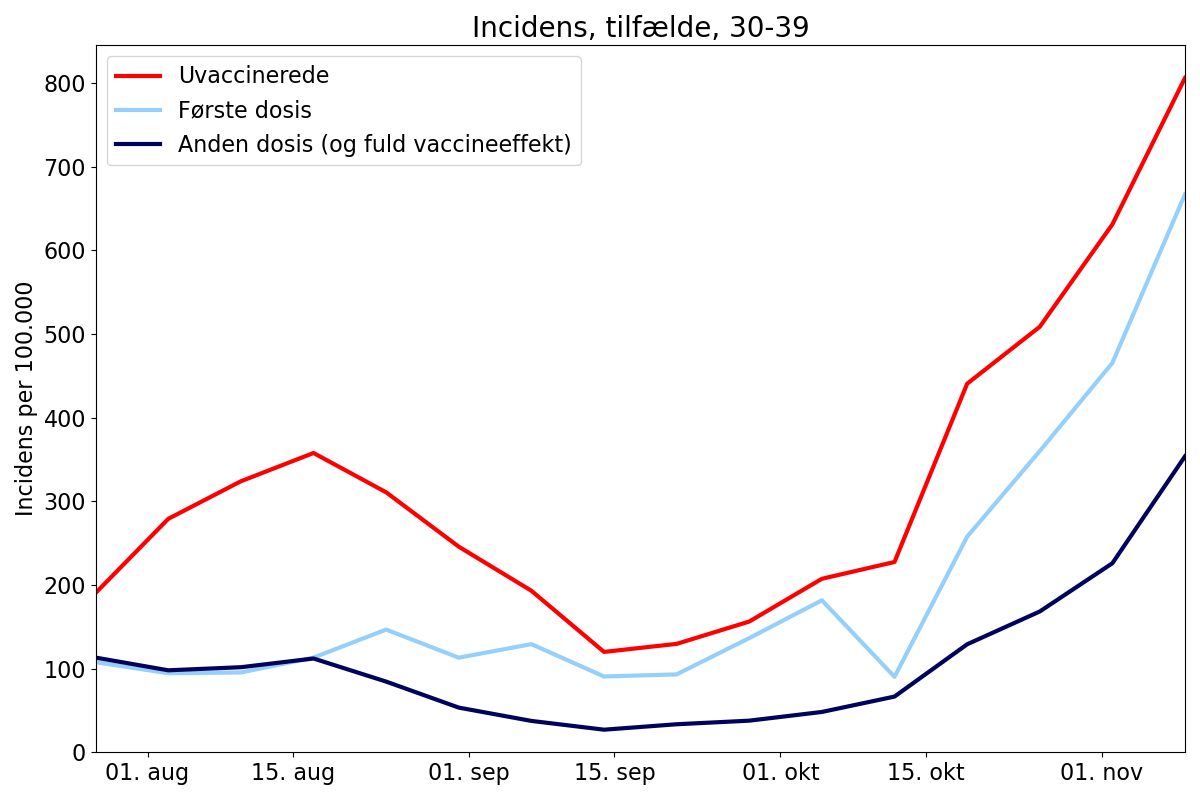 Incidens, tilfælde, 30-39
Uvaccinerede
Første dosis
Anden dosis (og fuld vaccineeffekt)
Incidens per 100.000
800
700
600
500
400
300
200
100
0
01. aug
15. aug
01. sep
15. sep
01. okt
15. okt
01. nov